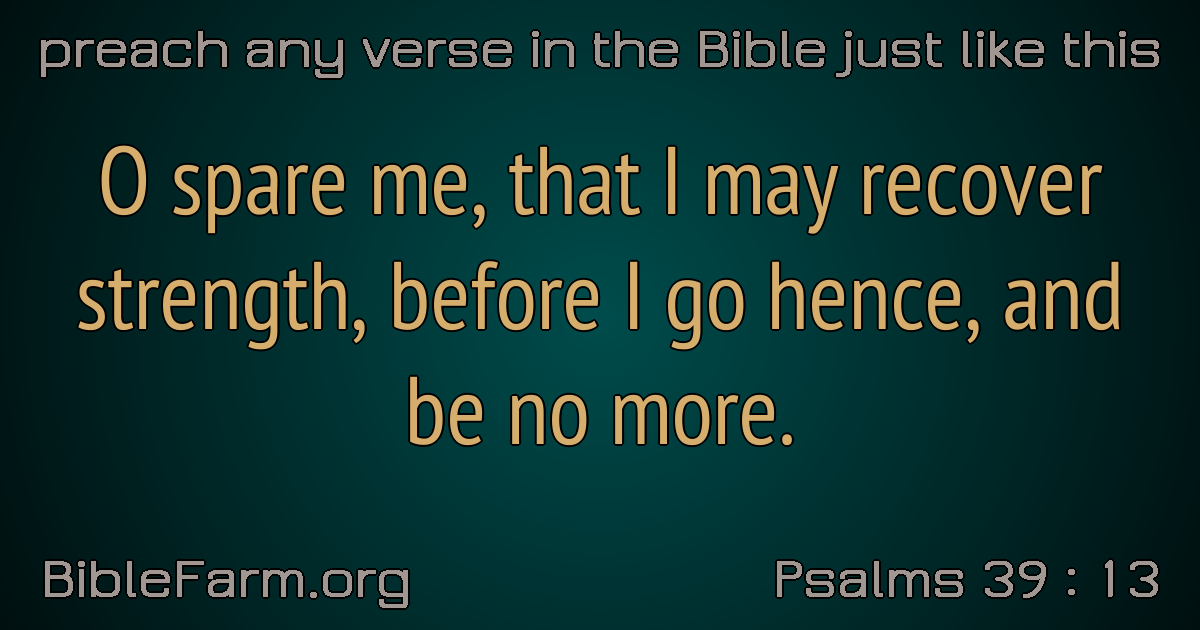 preach any verse in the Bible just like this
O spare me, that I may recover
strength, before I go hence, and
be no more.
BibleFarm.org
Psalms 39 : 13